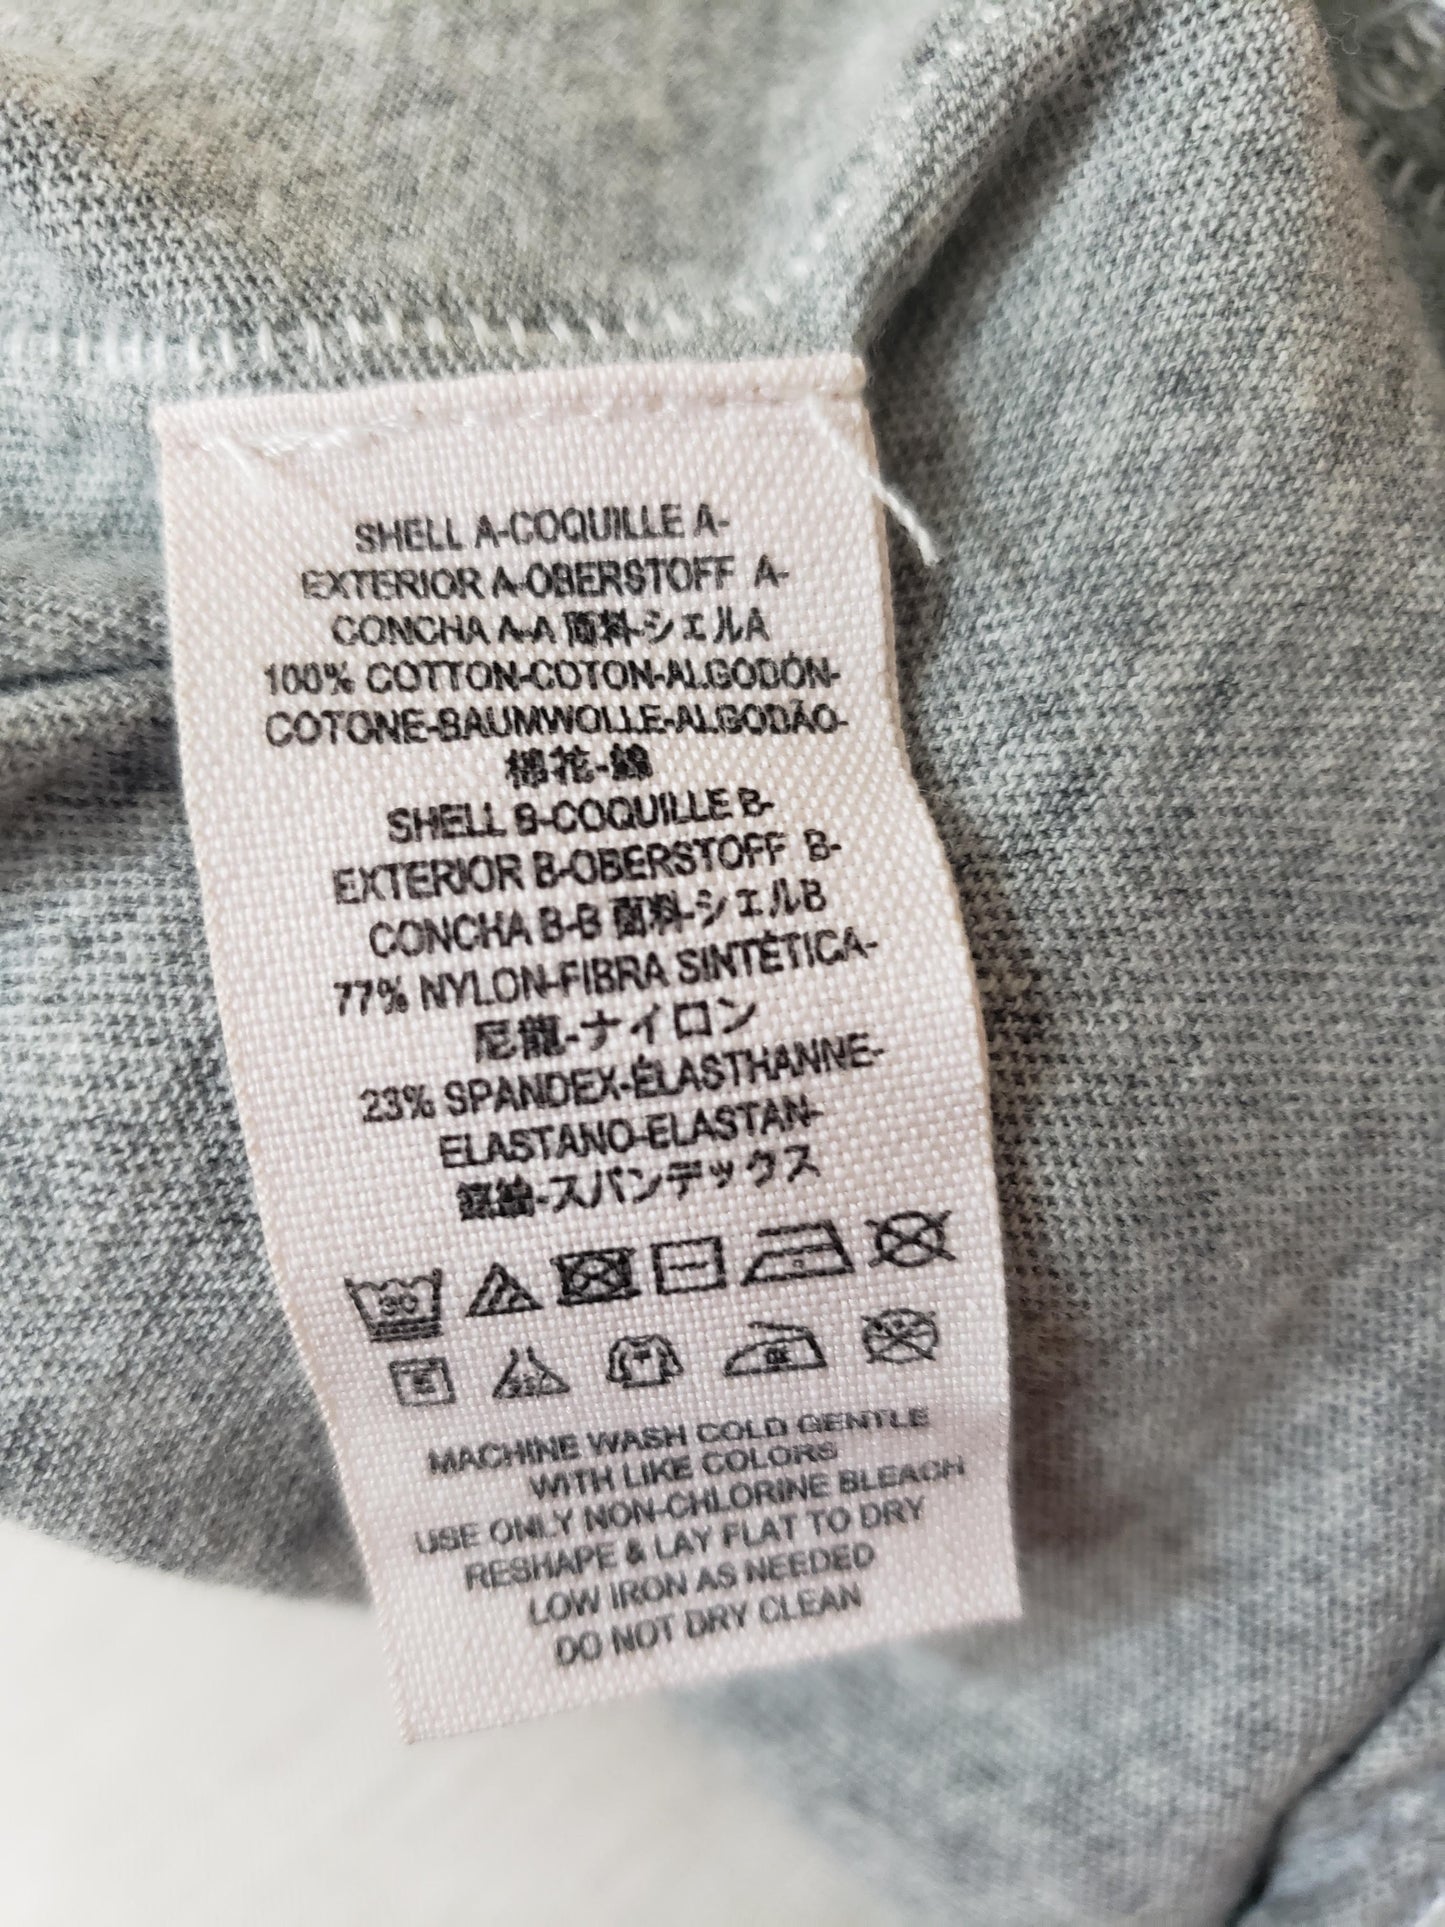 SHELL A-COQUILLE A-
EXTERIOR A-OBERSTOFF A-
CONCHA A-A 面料-シェルA
100% COTTON-COTON-ALGODÓN-
COTONE-BAUMWOLLE-ALGODÃO-
棉花-綿
SHELL B-COQUILLE B-
EXTERIOR B-OBERSTOFF B-
CONCHA B-B 面料-シェルB
77% NYLON-FIBRA SINTÉTICA-
尼龍-ナイロン
23% SPANDEX-ÉLASTHANNE-
ELASTANO-ELASTAN-
スパンデックス
30
OK
MACHINE WASH COLD GENTLE
WITH LIKE COLORS
USE ONLY NON-CHLORINE BLEACH
RESHAPE & LAY FLAT TO DRY
LOW IRON AS NEEDED
DO NOT DRY CLEAN